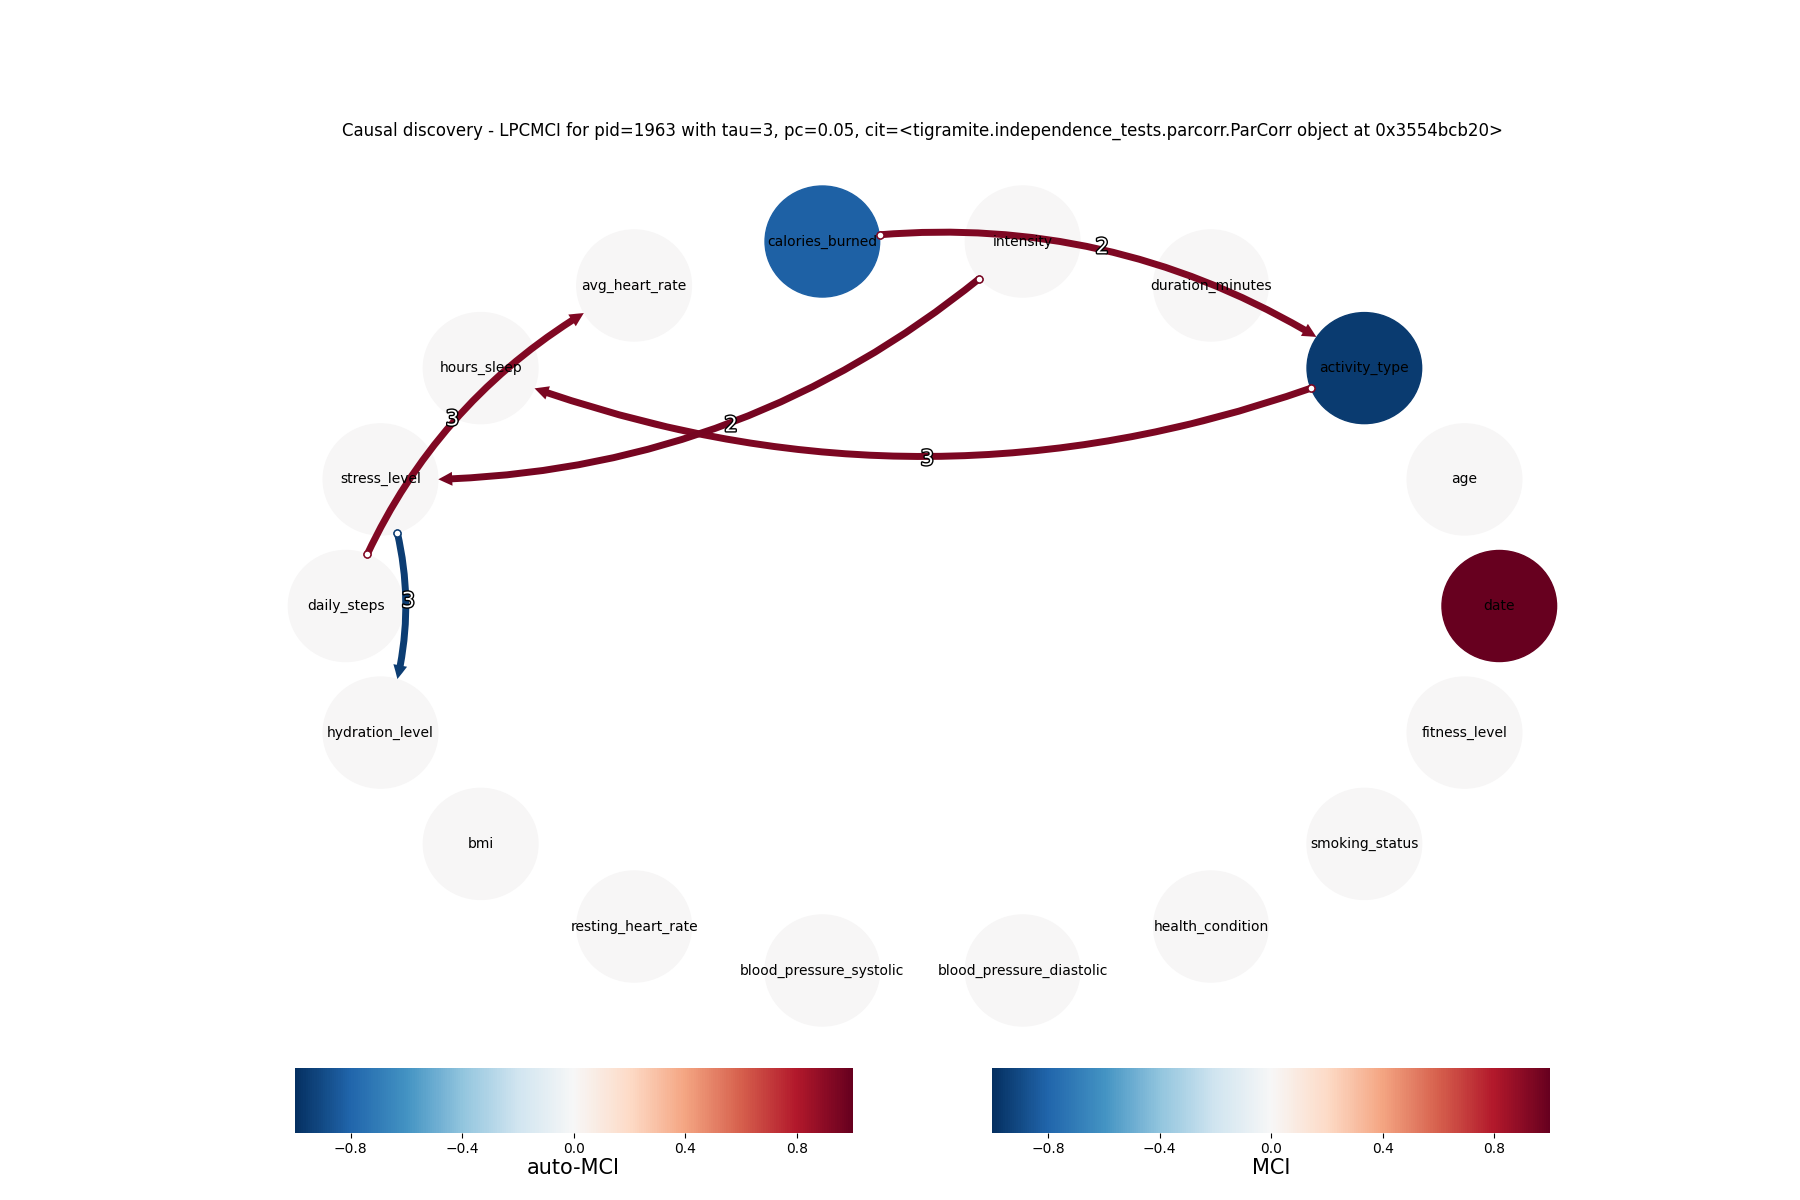 Causal discovery - LPCMCI for pid=1963 with tau=3, pc=0.05, cit=<tigramite.independence_tests.parcorr.ParCorr object at 0x3554bcb20>
calories_burned
intensity
2
avg_heart_rate
duration_minutes
hours_sleep
activity_type
3
2
3
stress_level
age
3
daily_steps
date
hydration_level
fitness_level
bmi
smoking_status
resting_heart_rate
health_condition
blood_pressure_systolic
blood_pressure_diastolic
−0.8 −0.4 0.0 0.4 0.8
auto-MCI
−0.8 −0.4 0.0 0.4 0.8
MCI